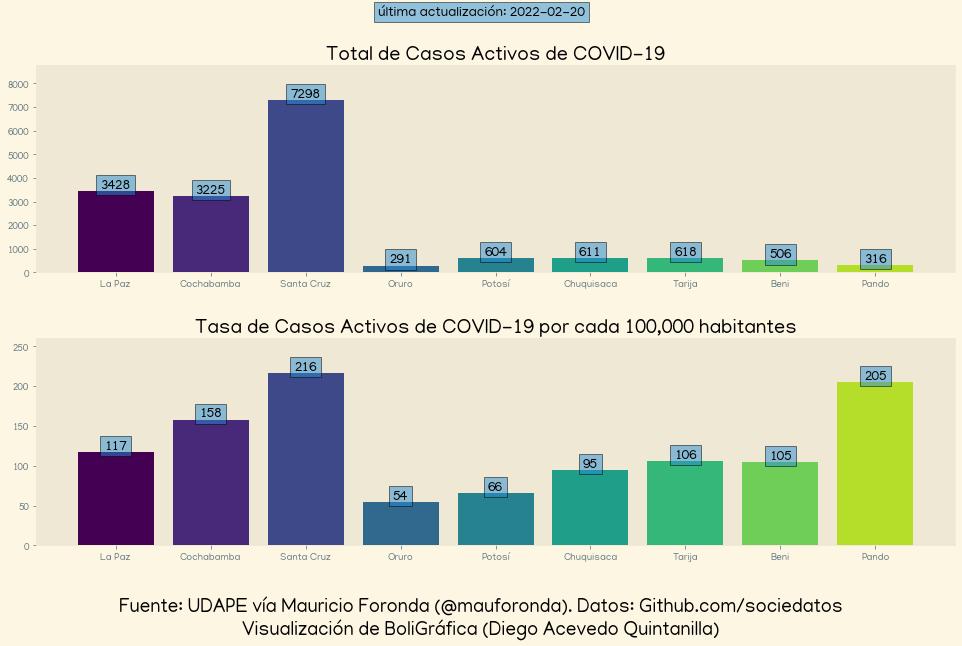 última actualización: 2022-02-20
Total de Casos Activos de COVID-19
8000
7000
6000
5000
4000
3000
2000
1000
0
3428
3225
7298
291
604
611
618
506
316
La Paz
Cochabamba
Santa Cruz
Oruro
Potosí
Chuquisaca
Tarija
Beni
Pando
Tasa de Casos Activos de COVID-19 por cada 100,000 habitantes
250
200
150
100
50
0
117
158
216
54
66
95
106
105
205
La Paz
Cochabamba
Santa Cruz
Oruro
Potosí
Chuquisaca
Tarija
Beni
Pando
Fuente: UDAPE vía Mauricio Foronda (@mauforonda). Datos: Github.com/sociedatos
Visualización de BoliGráfica (Diego Acevedo Quintanilla)